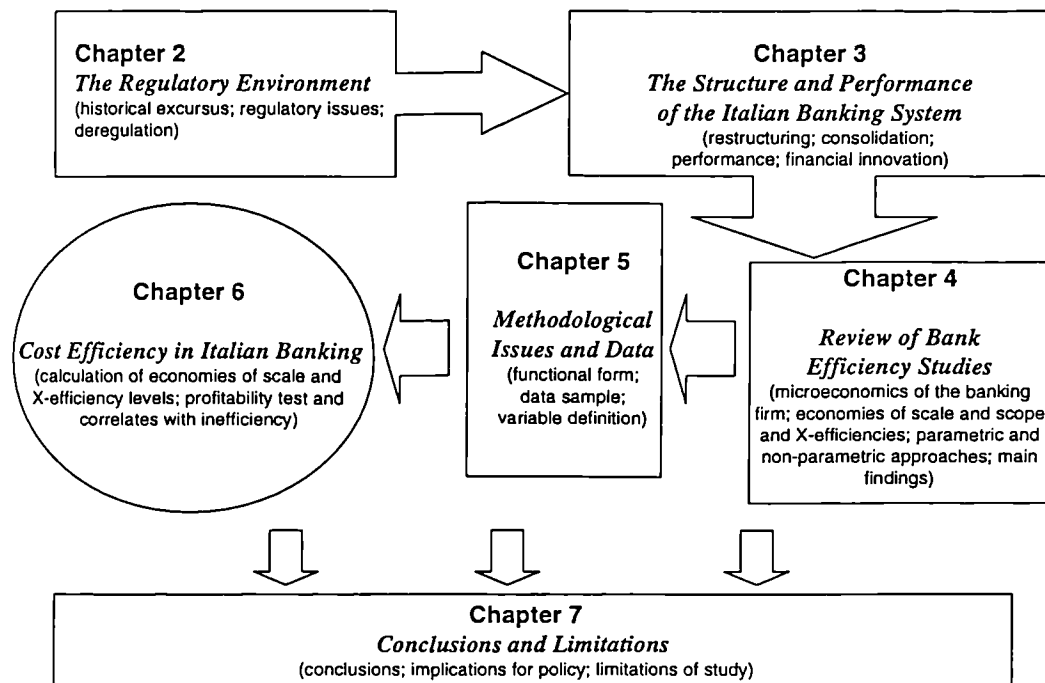 Chapter 2
The Regulatory Environment
(historical excursus; regulatory issues;
deregulation)
Chapter 3
The Structure and Performance
of the Italian Banking System
(restructuring; consolidation;
performance; financial innovation)
Chapter 4
Review of Bank
Efficiency Studies
(microeconomics of the banking
firm; economies of scale and scope
and X-efficiencies; parametric and
non-parametric approaches; main
findings)
Chapter 5
Methodological
Issues and Data
(functional form;
data sample;
variable definition)
Chapter 6
Cost Efficiency in Italian Banking
(calculation of economies of scale and
X-efficiency levels; profitability test and
correlates with inefficiency)
Chapter 7
Conclusions and Limitations
(conclusions; implications for policy; limitations of study)